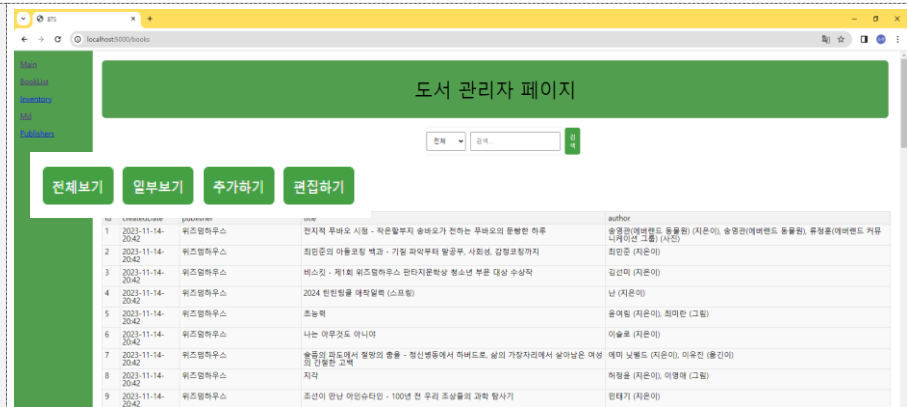 BTS
localhost:5000/books
Main
BookList
Inventory
Md
Publishers
도서 관리자 페이지
전체
검색...
검색
전체보기 일부보기 추가하기 편집하기
id createdDate publisher title author
1 2023-11-14-20:42 위즈덤하우스 전지적 푸바오 시점 - 작은할부지 송바오가 전하는 푸바오의 뚠빵한 하루 송영관(에버랜드 동물원) (지은이), 송영관(에버랜드 동물원), 류정훈(에버랜드 커뮤니케이션 그룹) (사진)
2 2023-11-14-20:42 위즈덤하우스 최민준의 아들코칭 백과 - 기질 파악부터 말공부, 사회성, 감정코칭까지 최민준 (지은이)
3 2023-11-14-20:42 위즈덤하우스 비스킷 - 제1회 위즈덤하우스 판타지문학상 청소년 부문 대상 수상작 김선미 (지은이)
4 2023-11-14-20:42 위즈덤하우스 2024 틴틴팅클 애착일력 (스프링) 난 (지은이)
5 2023-11-14-20:42 위즈덤하우스 초능력 윤여림 (지은이), 최미란 (그림)
6 2023-11-14-20:42 위즈덤하우스 나는 아무것도 아니야 이슬로 (지은이)
7 2023-11-14-20:42 위즈덤하우스 슬픔의 파도에서 절망의 춤을 - 정신병동에서 하버드로, 삶의 가장자리에서 살아남은 여성의 간절한 고백 에미 닛펠드 (지은이), 이유진 (옮긴이)
8 2023-11-14-20:42 위즈덤하우스 지각 허정윤 (지은이), 이명애 (그림)
9 2023-11-14-20:42 위즈덤하우스 조선이 만난 아인슈타인 - 100년 전 우리 조상들의 과학 탐사기 민태기 (지은이)